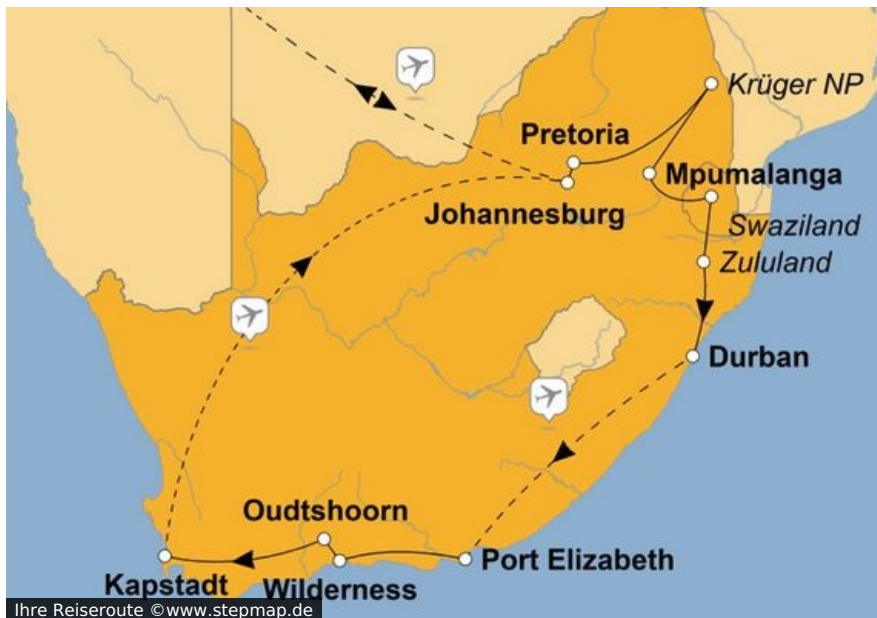 Krüger NP
Pretoria
Mpumalanga
Johannesburg
Swaziland
Zululand
Durban
Oudtshoorn
Port Elizabeth
Kapstadt
Wilderness
Ihre Reiseroute ©www.stepmap.de